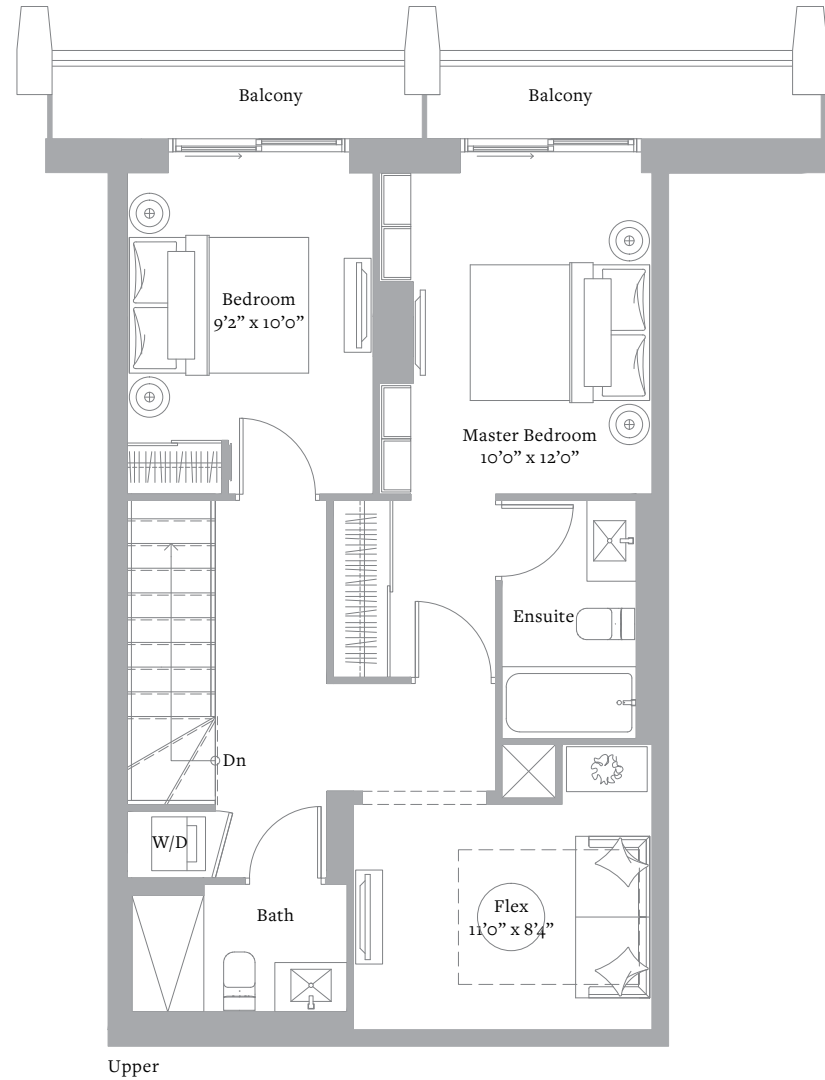 Balcony
Balcony
Bedroom
9’2” x 10’0”
Master Bedroom
10’0” x 12’0”
Ensuite
Dn
W/D
Bath
Flex
11’0” x 8’4”
Upper